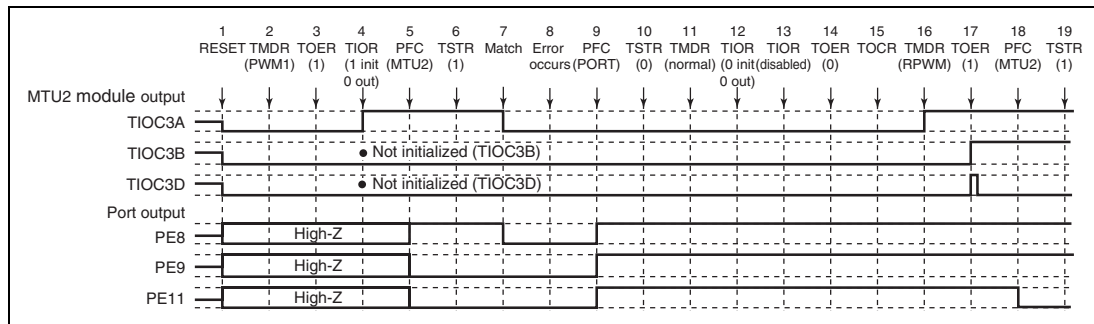 1 2 3 4 5 6 7 8 9 10 11 12 13 14 15 16 17 18 19
RESET TMDR TOER TIOR PFC TSTR Match Error PFC TSTR TMDR TIOR TIOR TOER TOCR TMDR TOER PFC TSTR
(PWM1) (1) (1 init (MTU2) (1) occurs (PORT) (0) (normal) (0 init (disabled) (0) (RPWM) (1) (MTU2) (1)
0 out) 0 out)
MTU2 module output
TIOC3A
TIOC3B • Not initialized (TIOC3B)
TIOC3D • Not initialized (TIOC3D)
Port output
PE8 High-Z
PE9 High-Z
PE11 High-Z